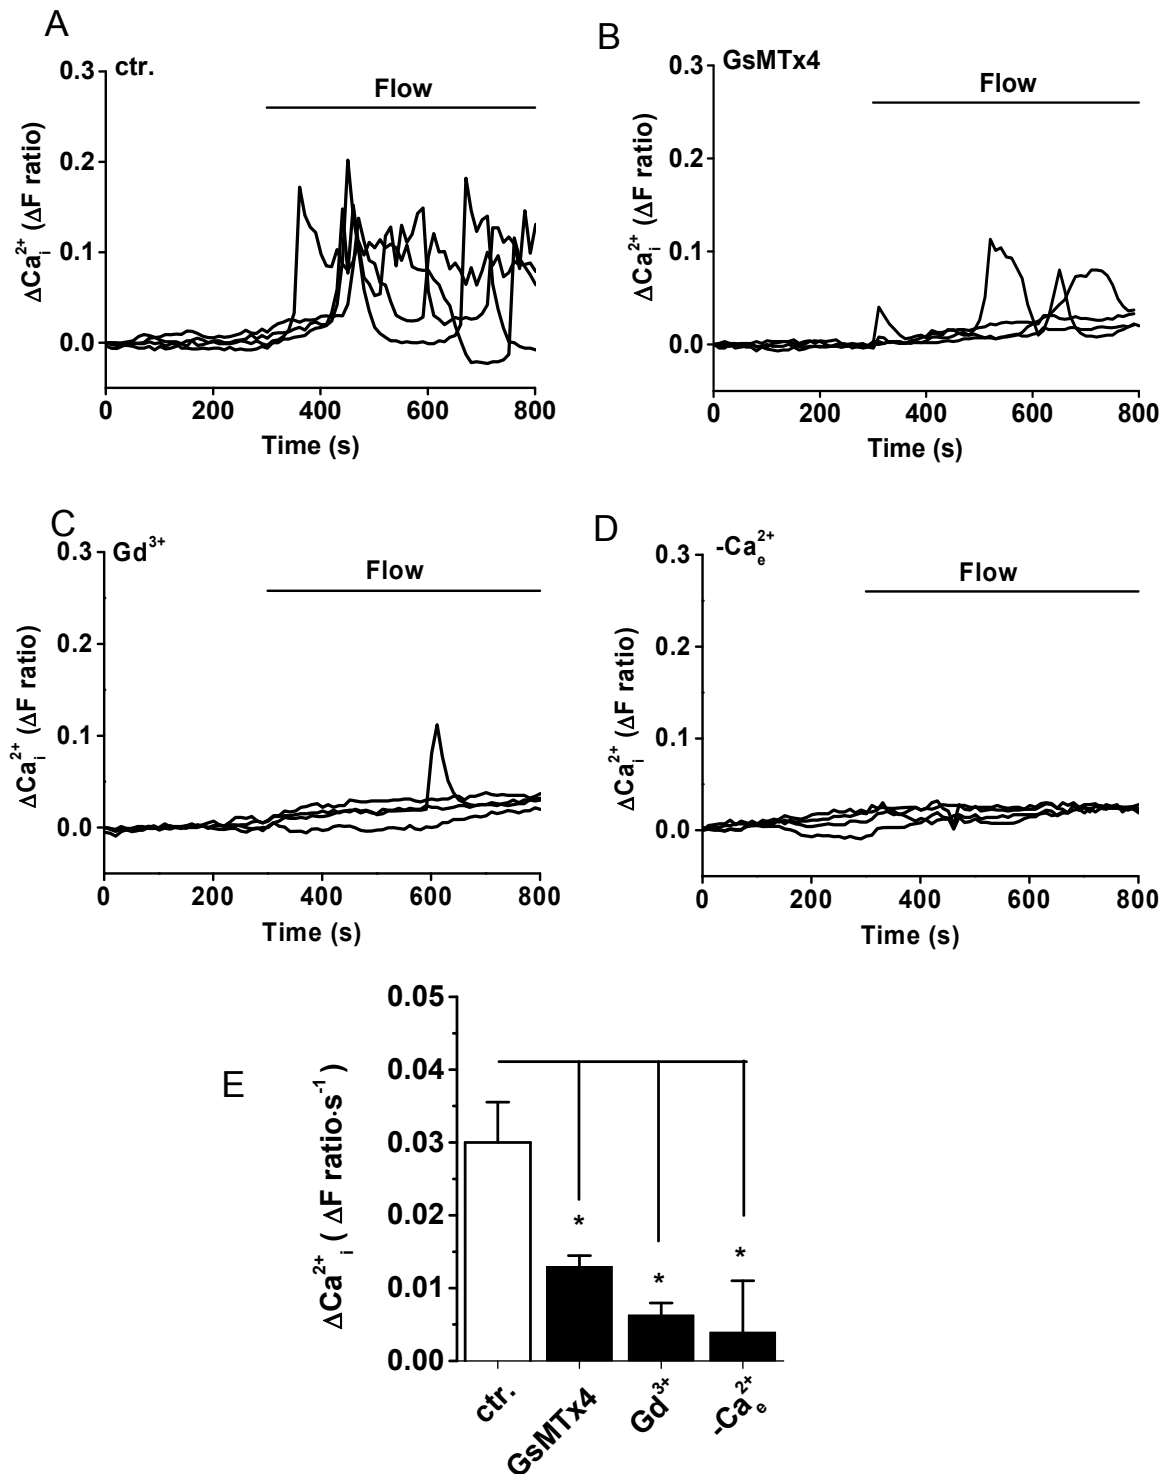 A
ctr.
Flow
0.3
0.2
0.1
0.0
ΔCa²⁺ᵢ (ΔF ratio)
0 200 400 600 800
Time (s)
B
GsMTx4
Flow
0.3
0.2
0.1
0.0
ΔCa²⁺ᵢ (ΔF ratio)
0 200 400 600 800
Time (s)
C
Gd³⁺
Flow
0.3
0.2
0.1
0.0
ΔCa²⁺ᵢ (ΔF ratio)
0 200 400 600 800
Time (s)
D
-Ca²⁺ₑ
Flow
0.3
0.2
0.1
0.0
ΔCa²⁺ᵢ (ΔF ratio)
0 200 400 600 800
Time (s)
E
0.05
0.04
0.03
0.02
0.01
0.00
ΔCa²⁺ᵢ ( ΔF ratio·s⁻¹)
* * *
ctr. GsMTx4 Gd³⁺ -Ca²⁺ₑ